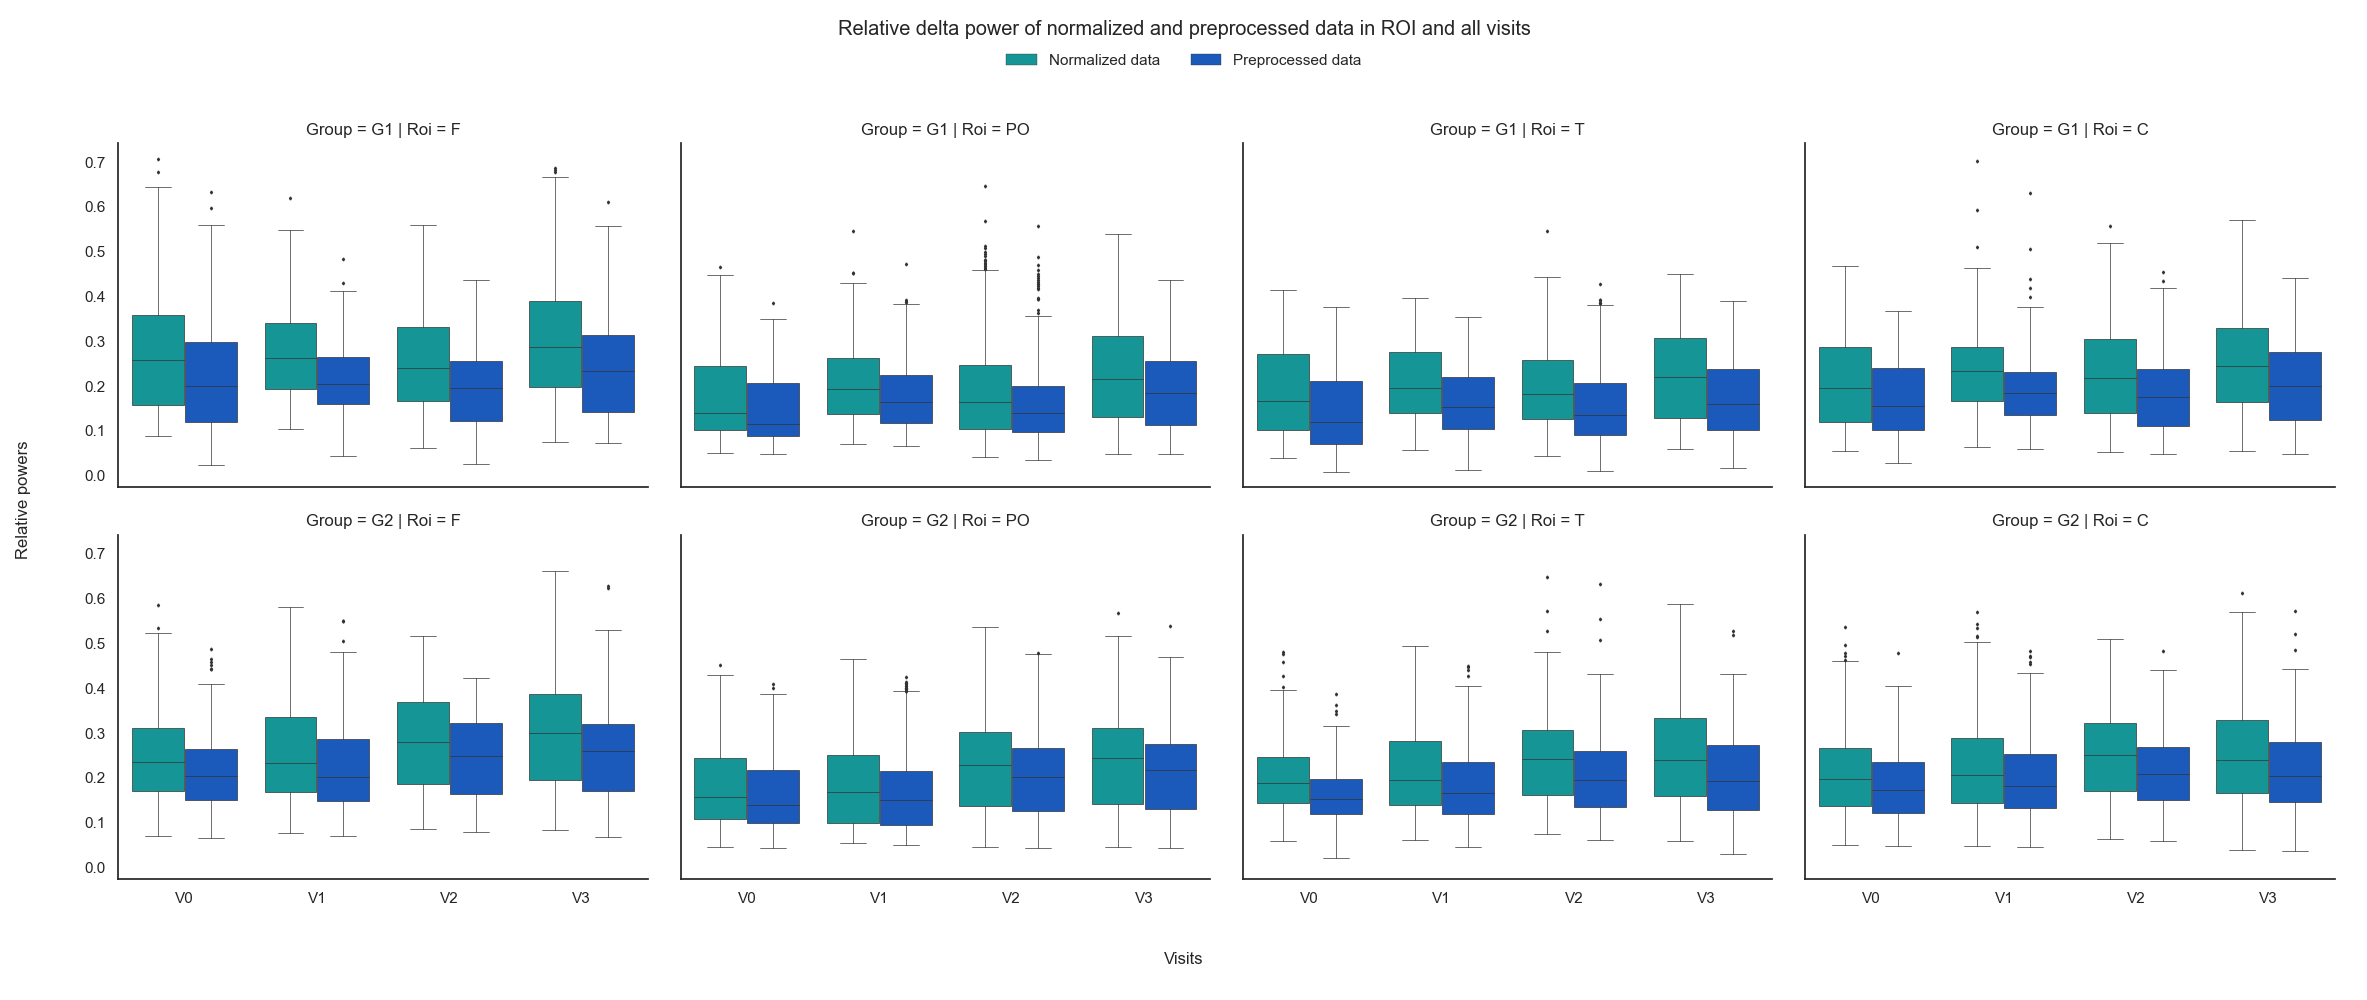 Relative delta power of normalized and preprocessed data in ROI and all visits
Normalized data Preprocessed data
Group = G1 | Roi = F Group = G1 | Roi = PO Group = G1 | Roi = T Group = G1 | Roi = C
0.7
0.6
0.5
0.4
0.3
0.2
0.1
0.0
Relative powers
Group = G2 | Roi = F Group = G2 | Roi = PO Group = G2 | Roi = T Group = G2 | Roi = C
0.7
0.6
0.5
0.4
0.3
0.2
0.1
0.0
V0 V1 V2 V3 V0 V1 V2 V3 V0 V1 V2 V3 V0 V1 V2 V3
Visits